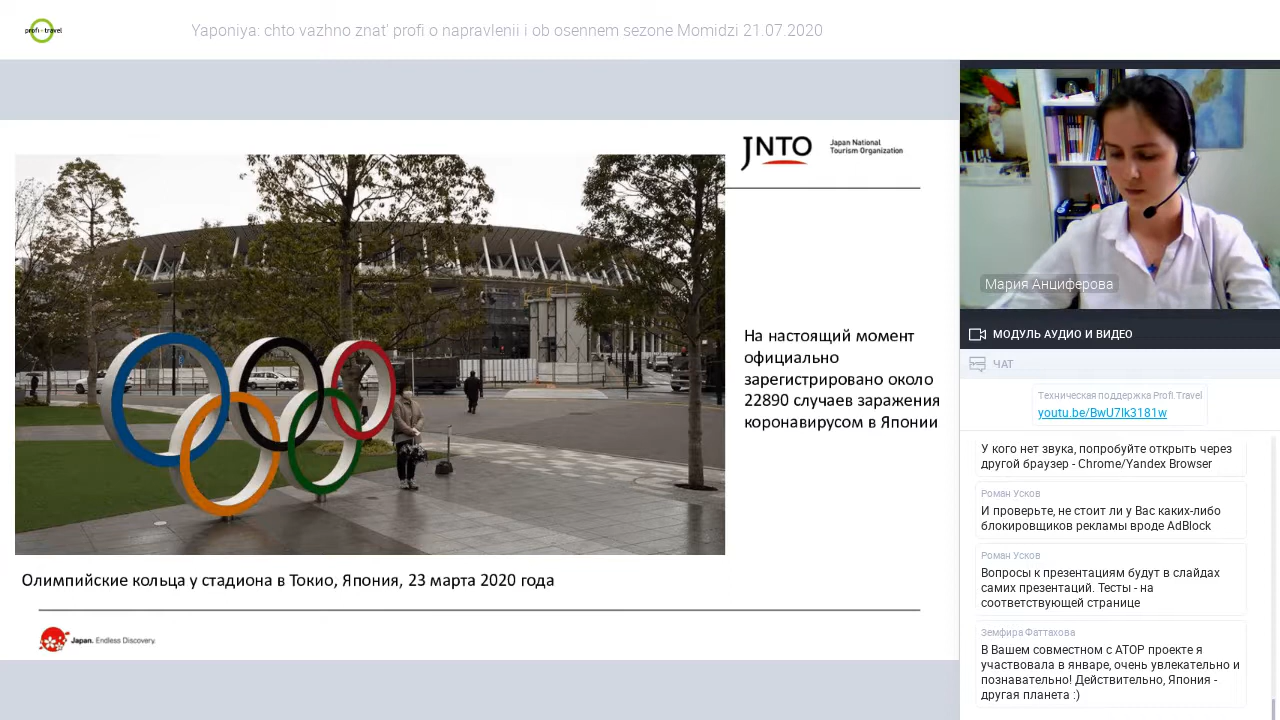 profi travel
Yaponiya: chto vazhno znat' profi o napravlenii i ob osennem sezone Momidzi 21.07.2020
JNTO
Japan National
Tourism Organization
На настоящий момент
официально
зарегистрировано около
22890 случаев заражения
коронавирусом в Японии
Олимпийские кольца у стадиона в Токио, Япония, 23 марта 2020 года
Japan. Endless Discovery.
Мария Анциферова
МОДУЛЬ АУДИО И ВИДЕО
ЧАТ
Техническая поддержка Profi.Travel
youtu.be/BwU7lk3181w
У кого нет звука, попробуйте открыть через
другой браузер - Chrome/Yandex Browser
Роман Усков
И проверьте, не стоит ли у Вас каких-либо
блокировщиков рекламы вроде AdBlock
Роман Усков
Вопросы к презентациям будут в слайдах
самих презентаций. Тесты - на
соответствующей странице
Земфира Фаттахова
В Вашем совместном с АТОР проекте я
участвовала в январе, очень увлекательно и
познавательно! Действительно, Япония -
другая планета :)